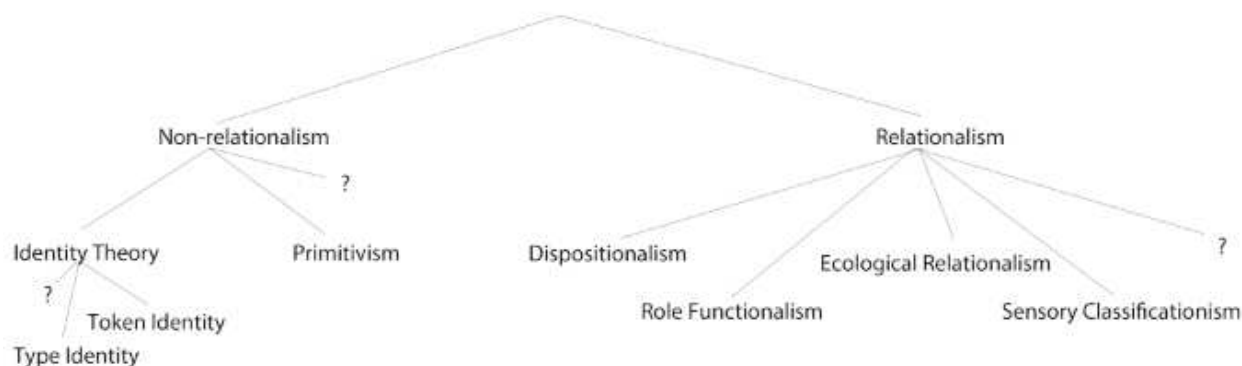 Non-relationalism
Relationalism
?
Identity Theory
Primitivism
Dispositionalism
Ecological Relationalism
?
?
Token Identity
Role Functionalism
Sensory Classificationism
Type Identity